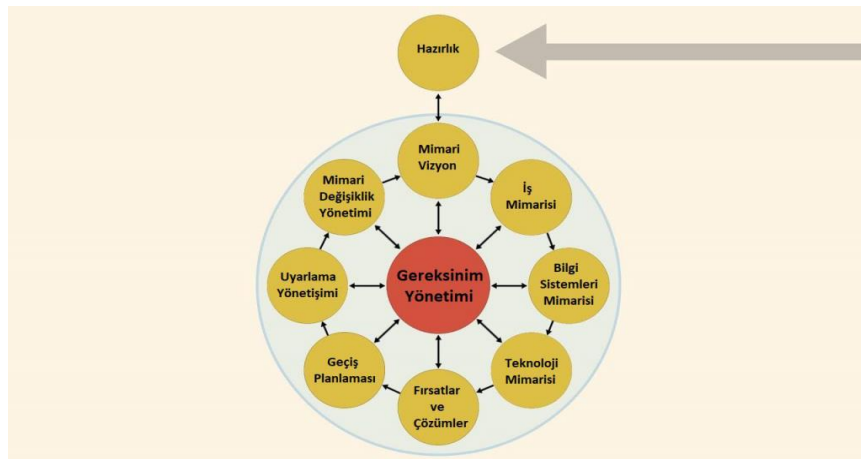 Hazırlık
Mimari
Vizyon
İş
Mimarisi
Bilgi
Sistemleri
Mimarisi
Teknoloji
Mimarisi
Fırsatlar
ve
Çözümler
Geçiş
Planlaması
Uyarlama
Yönetişimi
Mimari
Değişiklik
Yönetimi
Gereksinim
Yönetimi